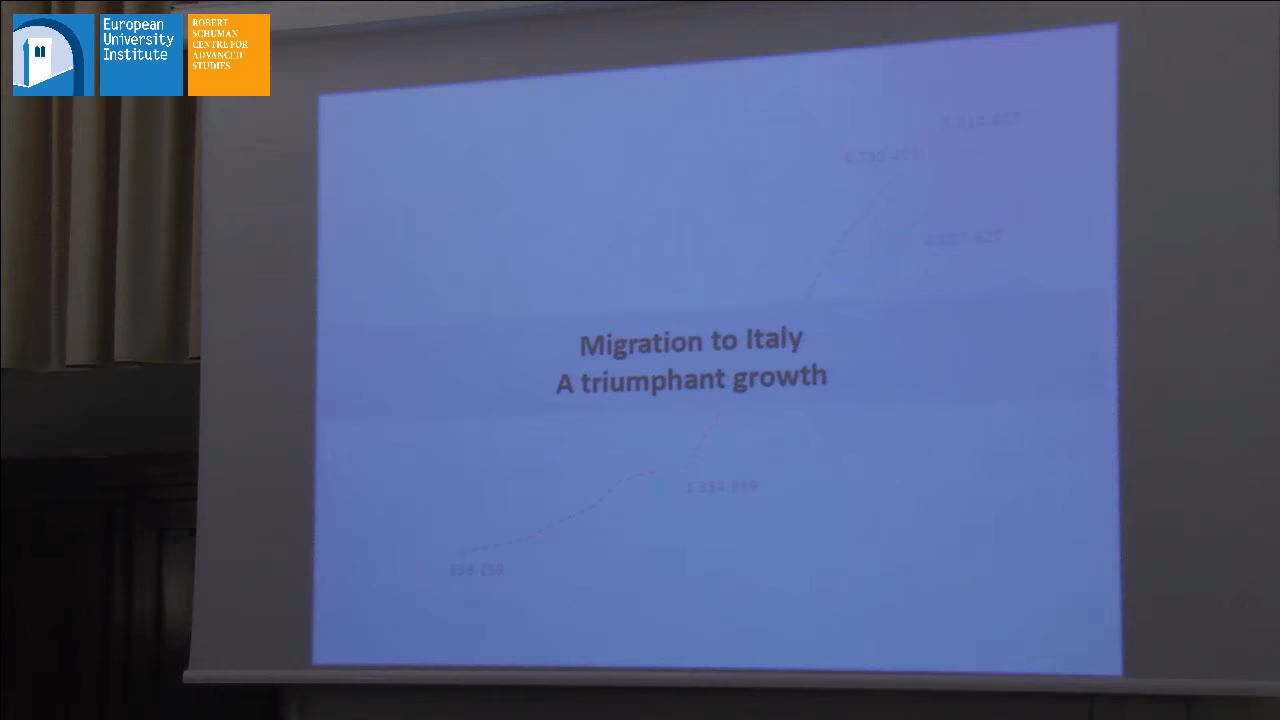 European
University
Institute
ROBERT
SCHUMAN
CENTRE FOR
ADVANCED
STUDIES
Migration to Italy
A triumphant growth